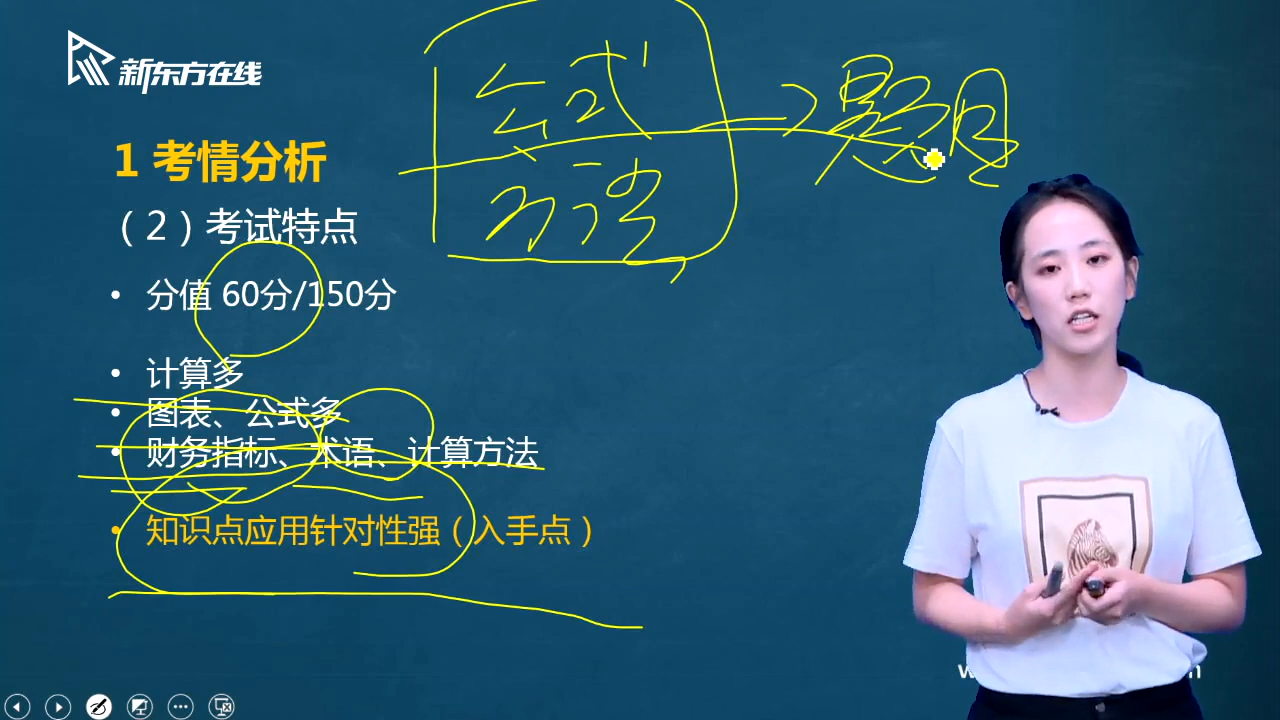 新东方在线
公式
方法
题目
1 考情分析
（2）考试特点
• 分值 60分/150分
• 计算多
• 图表、公式多
• 财务指标、术语、计算方法
• 知识点应用针对性强（入手点）